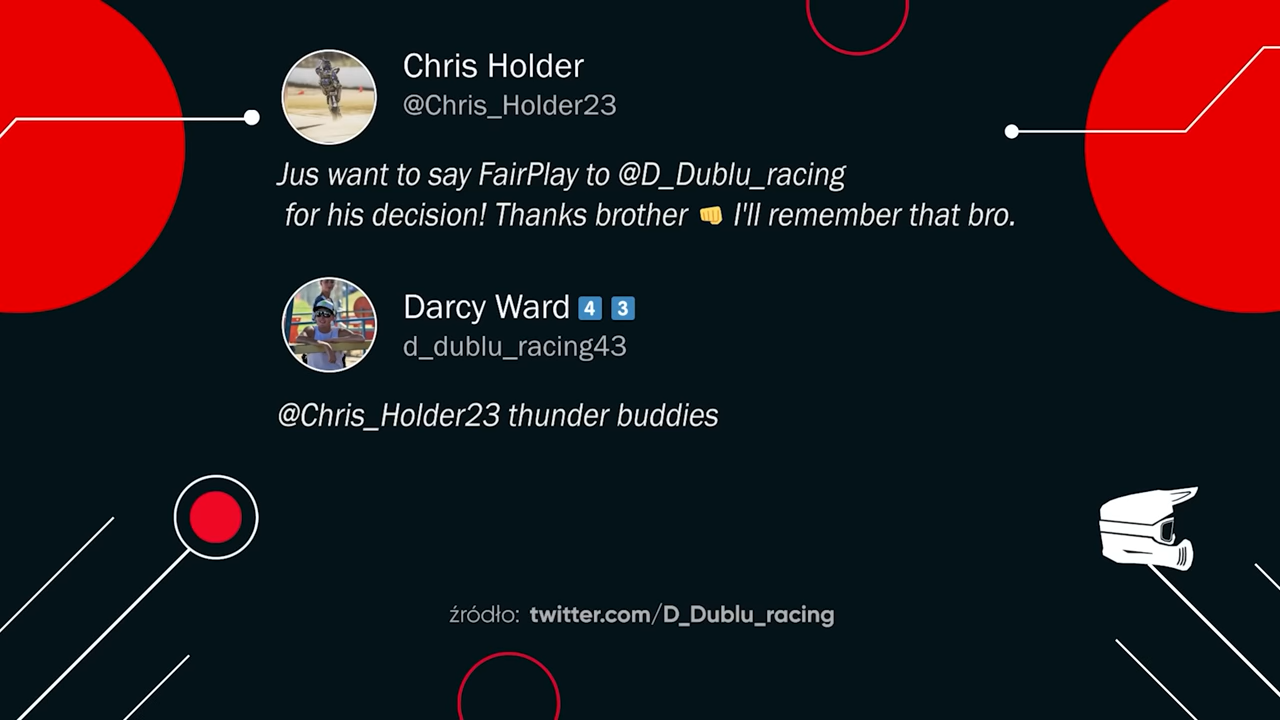 Chris Holder
@Chris_Holder23
Jus want to say FairPlay to @D_Dublu_racing
for his decision! Thanks brother 👊 I'll remember that bro.
Darcy Ward 4️⃣ 3️⃣
d_dublu_racing43
@Chris_Holder23 thunder buddies
źródło: twitter.com/D_Dublu_racing